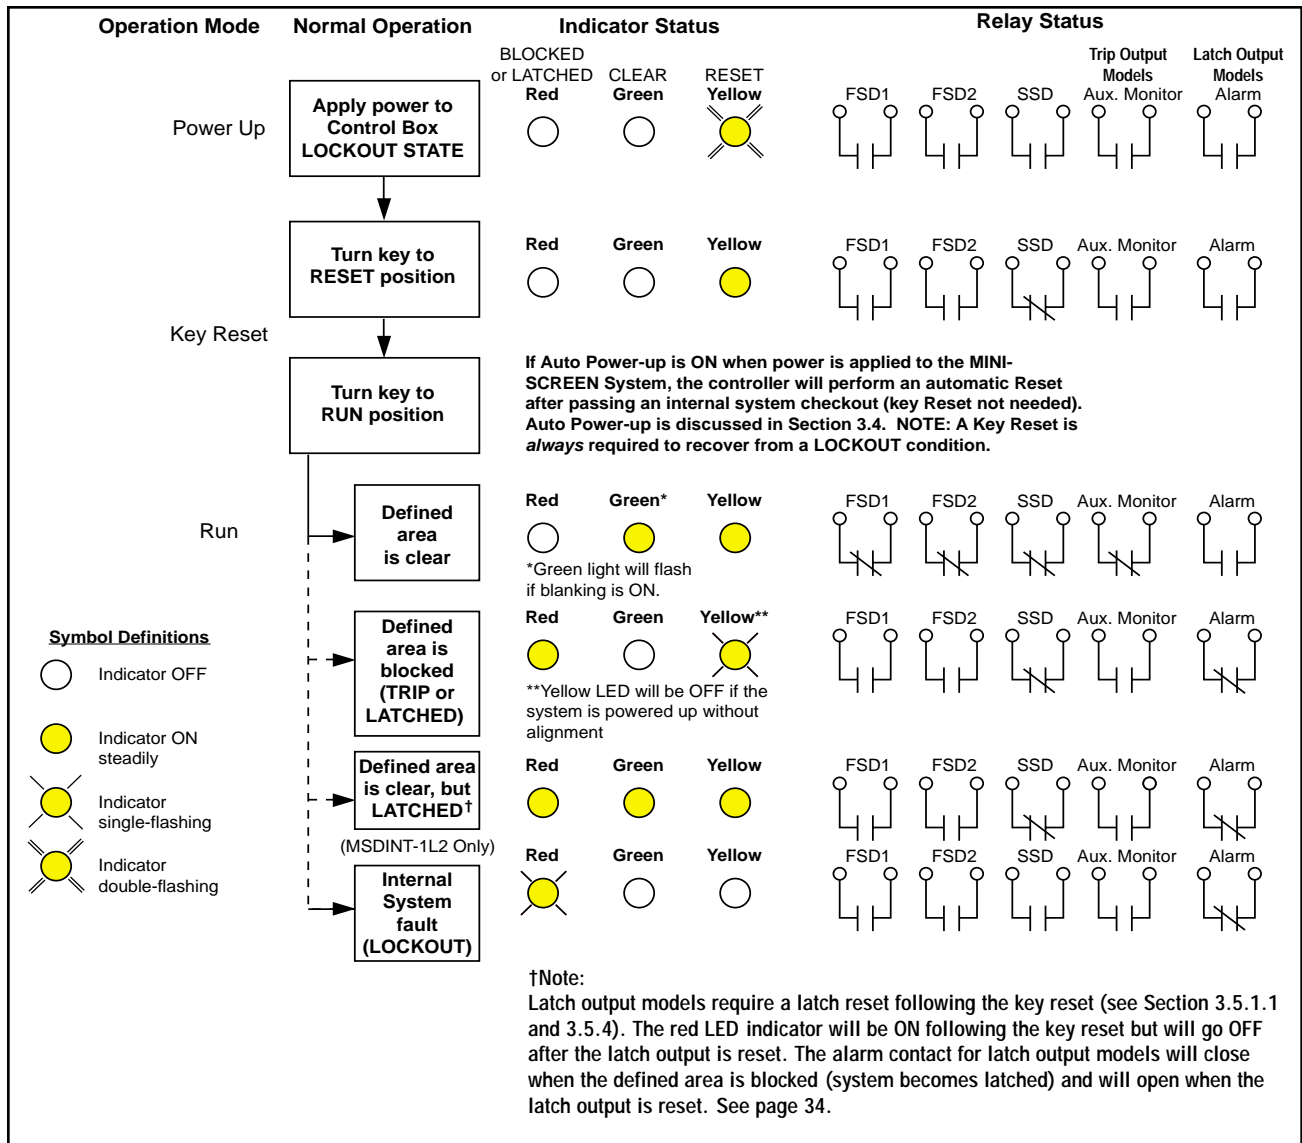 Operation Mode Normal Operation Indicator Status Relay Status
BLOCKED
or LATCHED CLEAR RESET
Trip Output
Models
Latch Output
Models
Power Up
Apply power to
Control Box
LOCKOUT STATE
Red Green Yellow
FSD1 FSD2 SSD Aux. Monitor Alarm
Turn key to
RESET position
Red Green Yellow
FSD1 FSD2 SSD Aux. Monitor Alarm
Key Reset
Turn key to
RUN position
If Auto Power-up is ON when power is applied to the MINI-
SCREEN System, the controller will perform an automatic Reset
after passing an internal system checkout (key Reset not needed).
Auto Power-up is discussed in Section 3.4. NOTE: A Key Reset is
always required to recover from a LOCKOUT condition.
Run
Defined
area
is clear
Red Green* Yellow
FSD1 FSD2 SSD Aux. Monitor Alarm
*Green light will flash
if blanking is ON.
Defined
area is
blocked
(TRIP or
LATCHED)
Red Green Yellow**
FSD1 FSD2 SSD Aux. Monitor Alarm
**Yellow LED will be OFF if the
system is powered up without
alignment
Symbol Definitions
Indicator OFF
Indicator ON
steadily
Indicator
single-flashing
Indicator
double-flashing
Defined area
is clear, but
LATCHED†
(MSDINT-1L2 Only)
Red Green Yellow
FSD1 FSD2 SSD Aux. Monitor Alarm
Internal
System
fault
(LOCKOUT)
Red Green Yellow
FSD1 FSD2 SSD Aux. Monitor Alarm
†Note:
Latch output models require a latch reset following the key reset (see Section 3.5.1.1
and 3.5.4). The red LED indicator will be ON following the key reset but will go OFF
after the latch output is reset. The alarm contact for latch output models will close
when the defined area is blocked (system becomes latched) and will open when the
latch output is reset. See page 34.